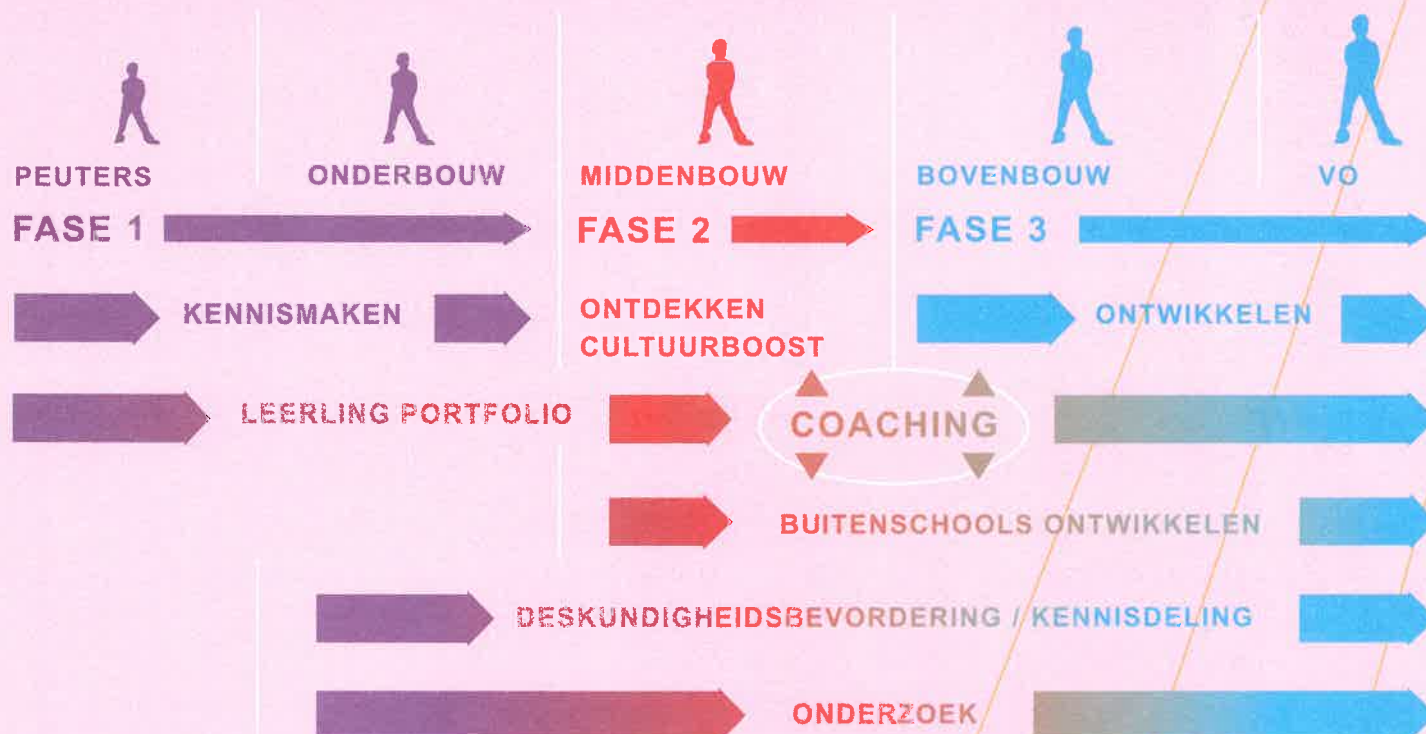 PEUTERS
ONDERBOUW
MIDDENBOUW
BOVENBOUW
VO
FASE 1
FASE 2
FASE 3
KENNISMAKEN
ONTDEKKEN
CULTUURBOOST
ONTWIKKELEN
LEERLING PORTFOLIO
COACHING
BUITENSCHOOLS ONTWIKKELEN
DESKUNDIGHEIDSBEVORDERING / KENNISDELING
ONDERZOEK